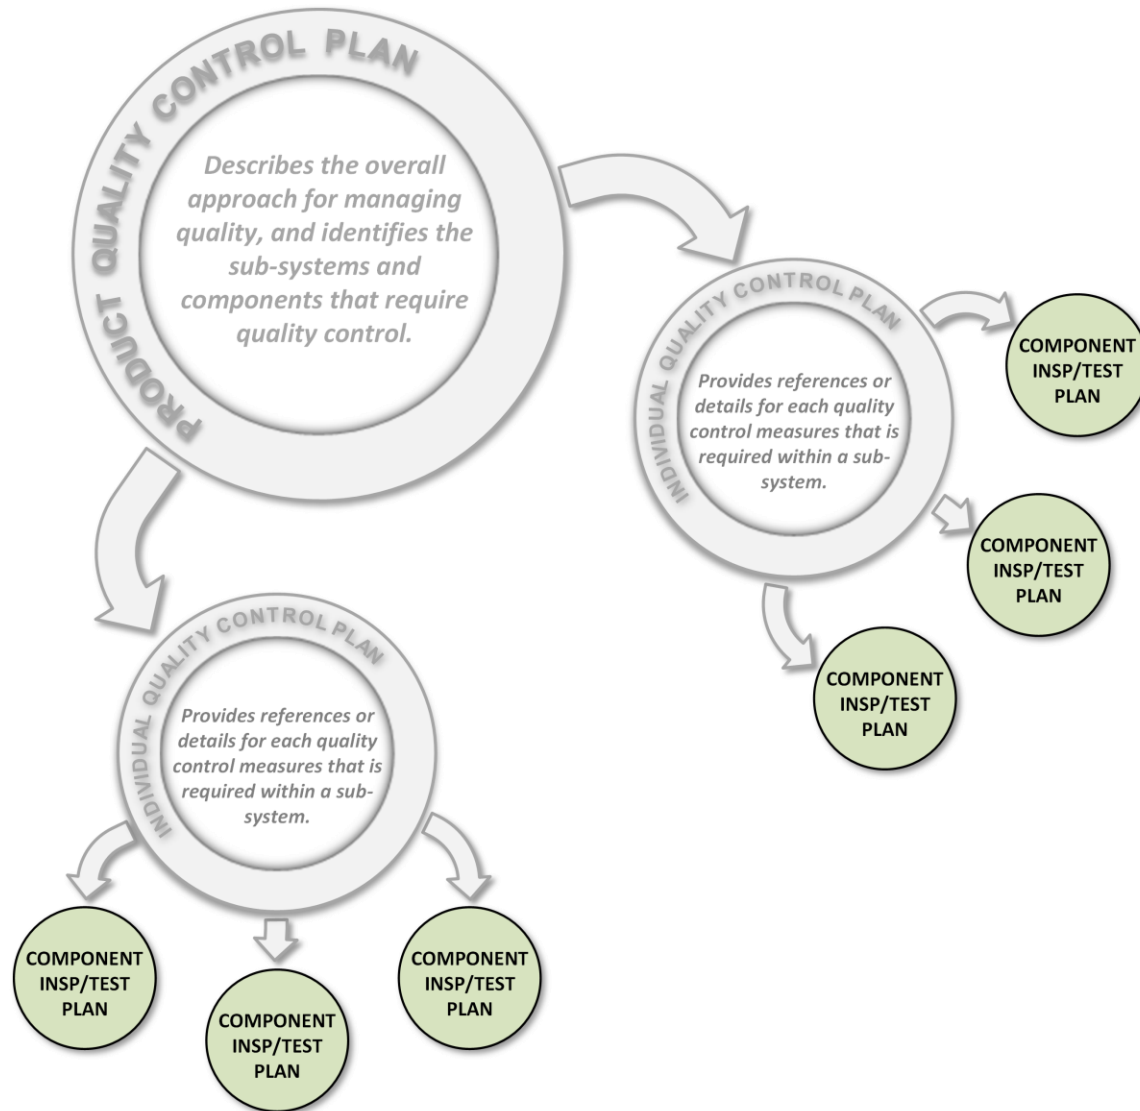 PRODUCT QUALITY CONTROL PLAN
Describes the overall
approach for managing
quality, and identifies the
sub-systems and
components that require
quality control.
INDIVIDUAL QUALITY CONTROL PLAN
Provides references or
details for each quality
control measures that is
required within a sub-
system.
COMPONENT
INSP/TEST
PLAN
COMPONENT
INSP/TEST
PLAN
COMPONENT
INSP/TEST
PLAN
INDIVIDUAL QUALITY CONTROL PLAN
Provides references or
details for each quality
control measures that is
required within a sub-
system.
COMPONENT
INSP/TEST
PLAN
COMPONENT
INSP/TEST
PLAN
COMPONENT
INSP/TEST
PLAN